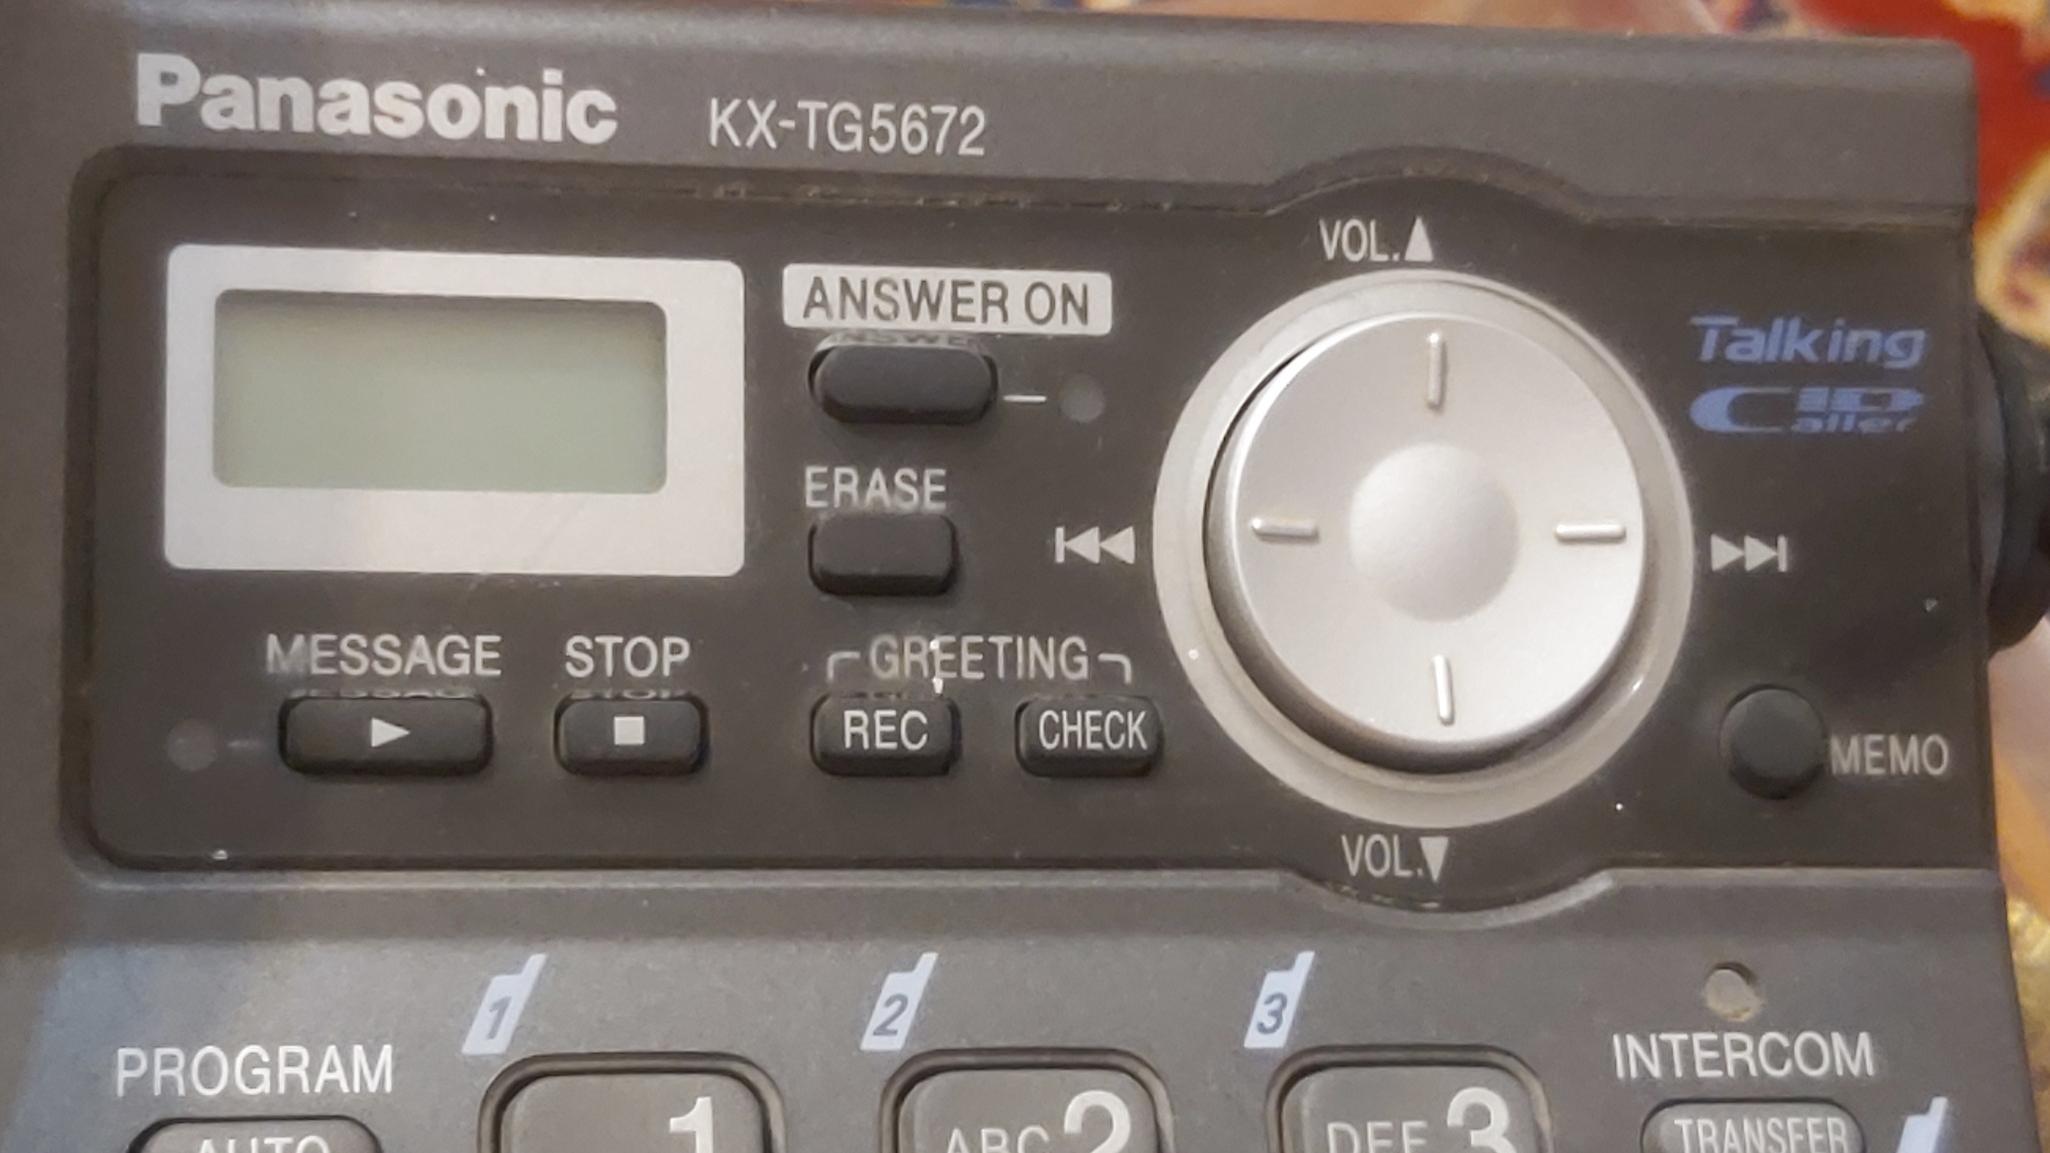 Panasonic KX-TG5672
VOL.▲
ANSWER ON
Talking
Caller ID
ERASE
MESSAGE STOP GREETING
REC CHECK
MEMO
VOL.▼
1 2 3
PROGRAM INTERCOM
AUTO 1 ABC 2 DEF 3 TRANSFER